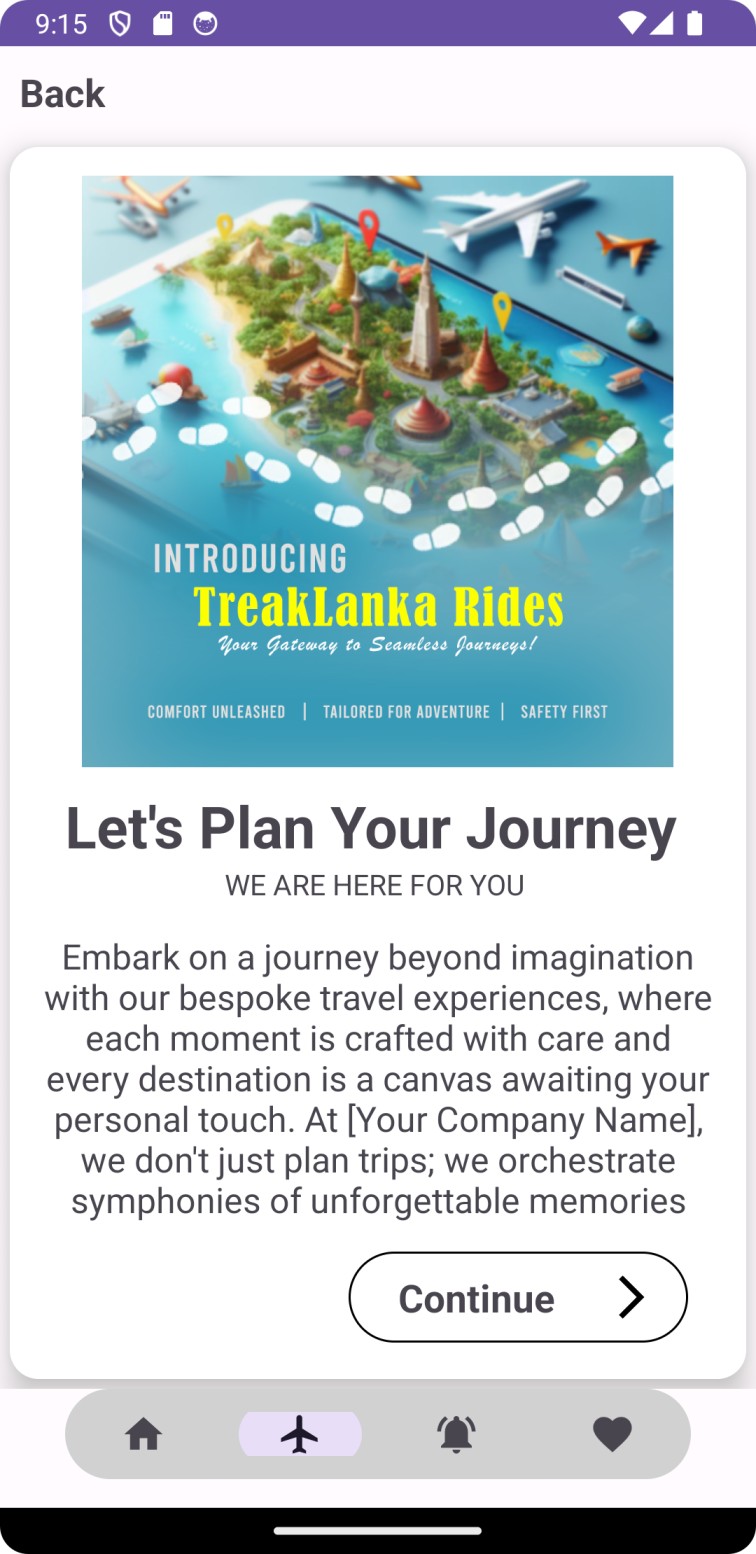 9:15
Back
INTRODUCING
TreakLanka Rides
Your Gateway to Seamless Journeys!
COMFORT UNLEASHED | TAILORED FOR ADVENTURE | SAFETY FIRST
Let's Plan Your Journey
WE ARE HERE FOR YOU
Embark on a journey beyond imagination
with our bespoke travel experiences, where
each moment is crafted with care and
every destination is a canvas awaiting your
personal touch. At [Your Company Name],
we don't just plan trips; we orchestrate
symphonies of unforgettable memories
Continue